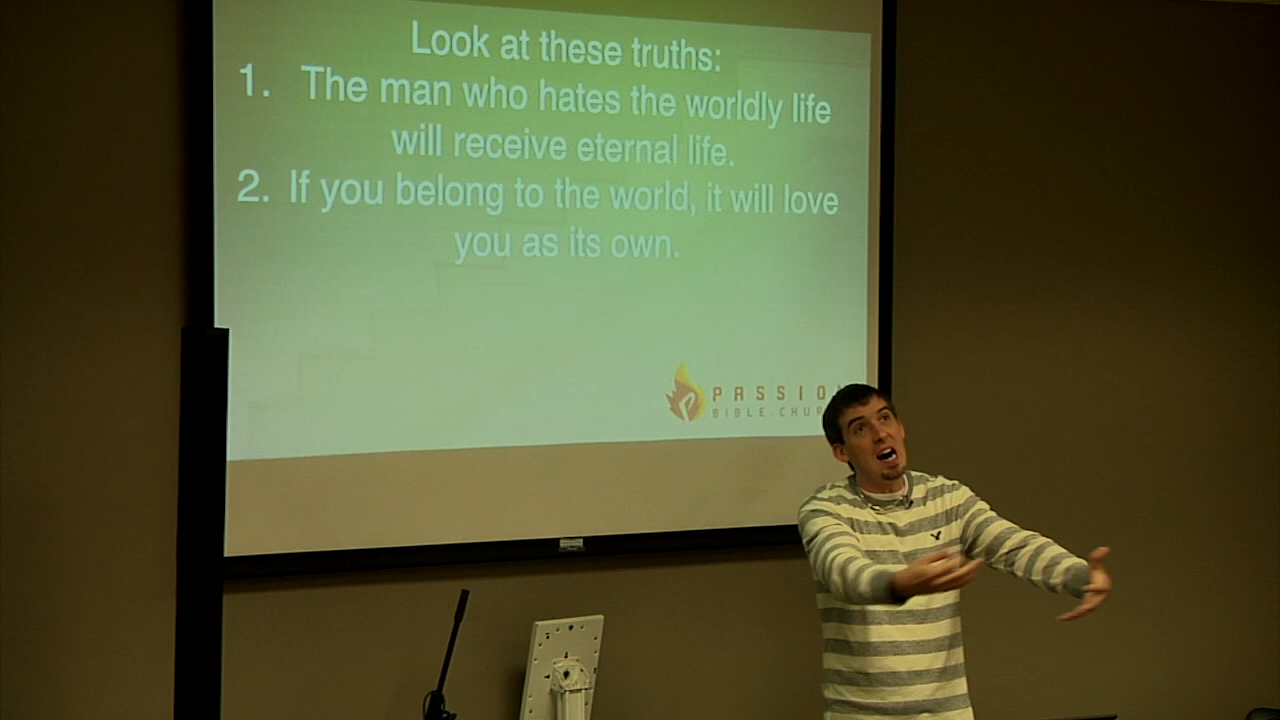 Look at these truths:
1. The man who hates the worldly life
will receive eternal life.
2. If you belong to the world, it will love
you as its own.
PASSIO
BIBLE.CHUR